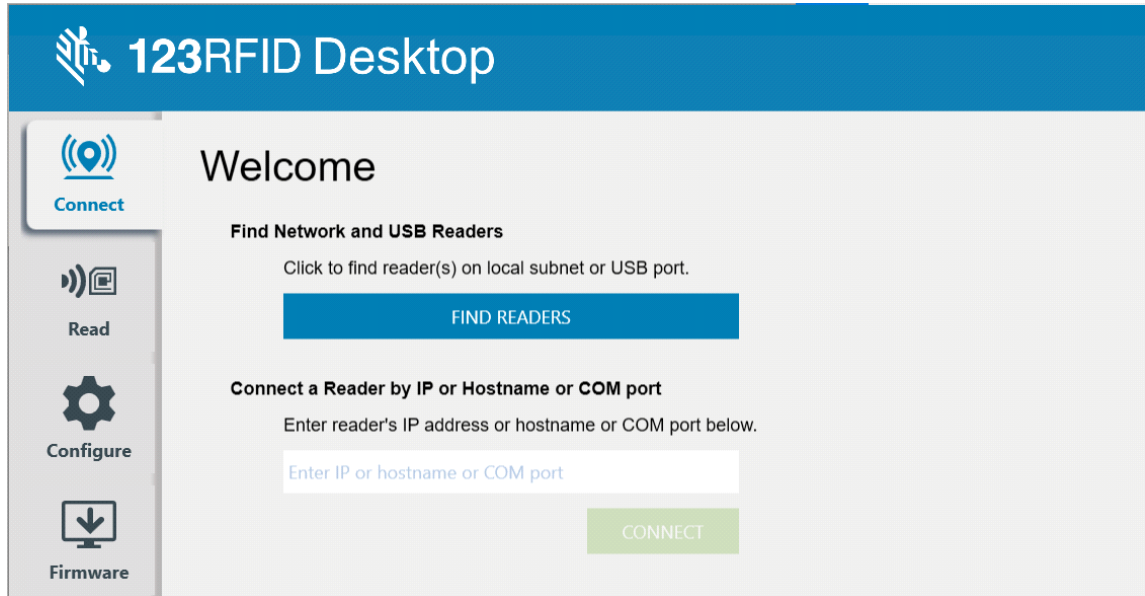 123RFID Desktop
Connect
Read
Configure
Firmware
Welcome
Find Network and USB Readers
Click to find reader(s) on local subnet or USB port.
FIND READERS
Connect a Reader by IP or Hostname or COM port
Enter reader's IP address or hostname or COM port below.
Enter IP or hostname or COM port
CONNECT